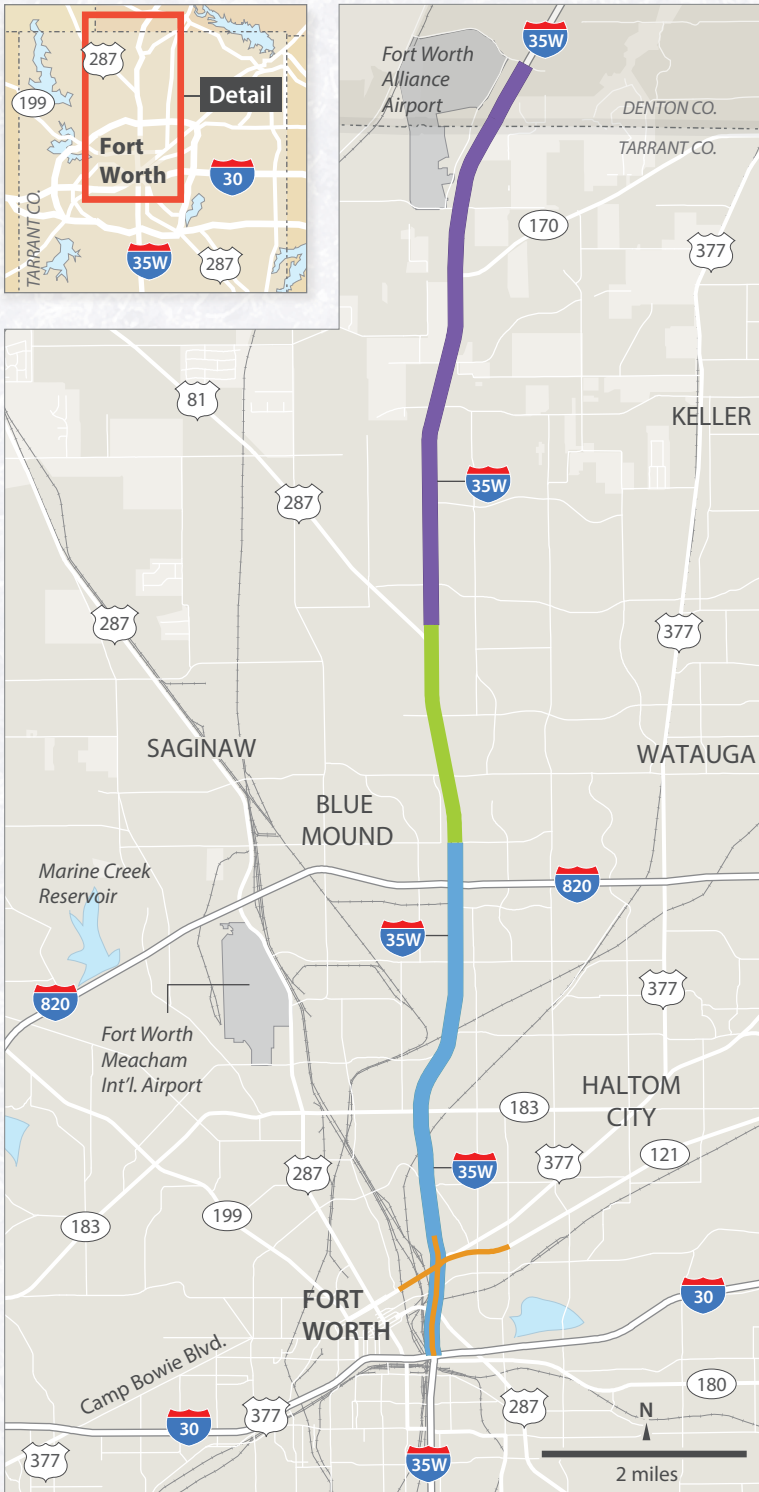 287
199
Detail
Fort
Worth
30
TARRANT CO.
35W
287
35W
Fort Worth
Alliance
Airport
DENTON CO.
TARRANT CO.
170
377
81
KELLER
35W
287
287
377
SAGINAW
WATAUGA
BLUE
MOUND
Marine Creek
Reservoir
820
35W
377
820
Fort Worth
Meacham
Int'l. Airport
HALTOM
CITY
183
377
121
35W
287
199
183
30
FORT
WORTH
Camp Bowie Blvd.
180
377
287
30
N
377
35W
2 miles